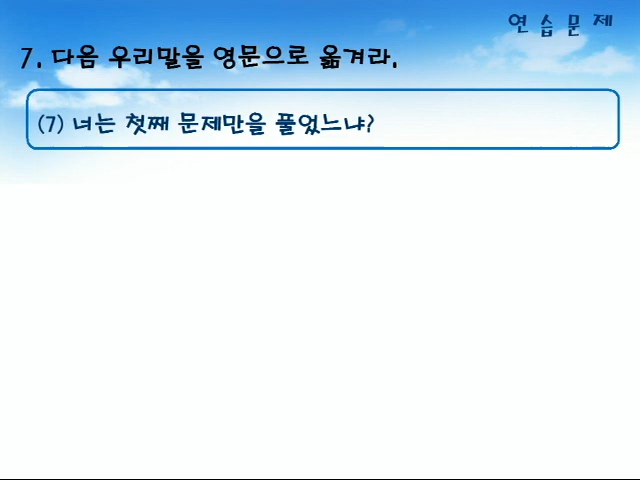 연 습 문 제
7. 다음 우리말을 영문으로 옮겨라.
(7) 너는 첫째 문제만을 풀었느냐?